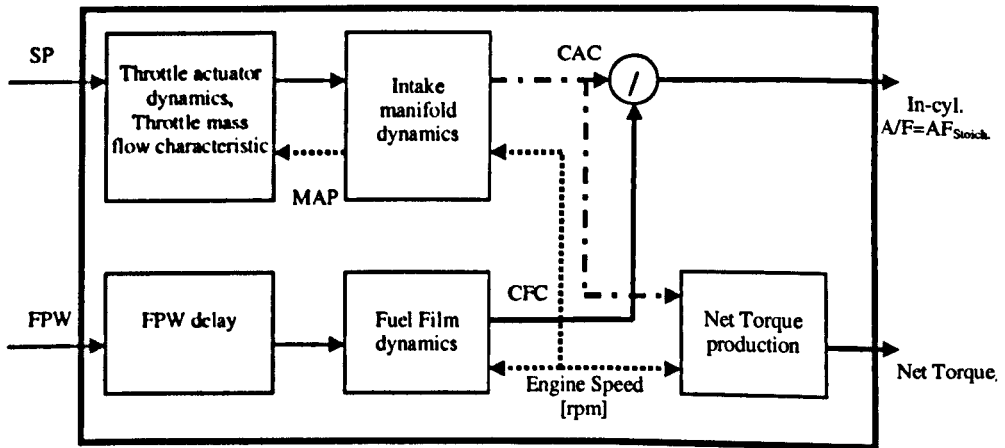 SP
Throttle actuator
dynamics,
Throttle mass
flow characteristic
MAP
Intake
manifold
dynamics
CAC
/
In-cyl.
A/F=AFStoich.
FPW
FPW delay
Fuel Film
dynamics
CFC
Engine Speed
[rpm]
Net Torque
production
Net Torque.